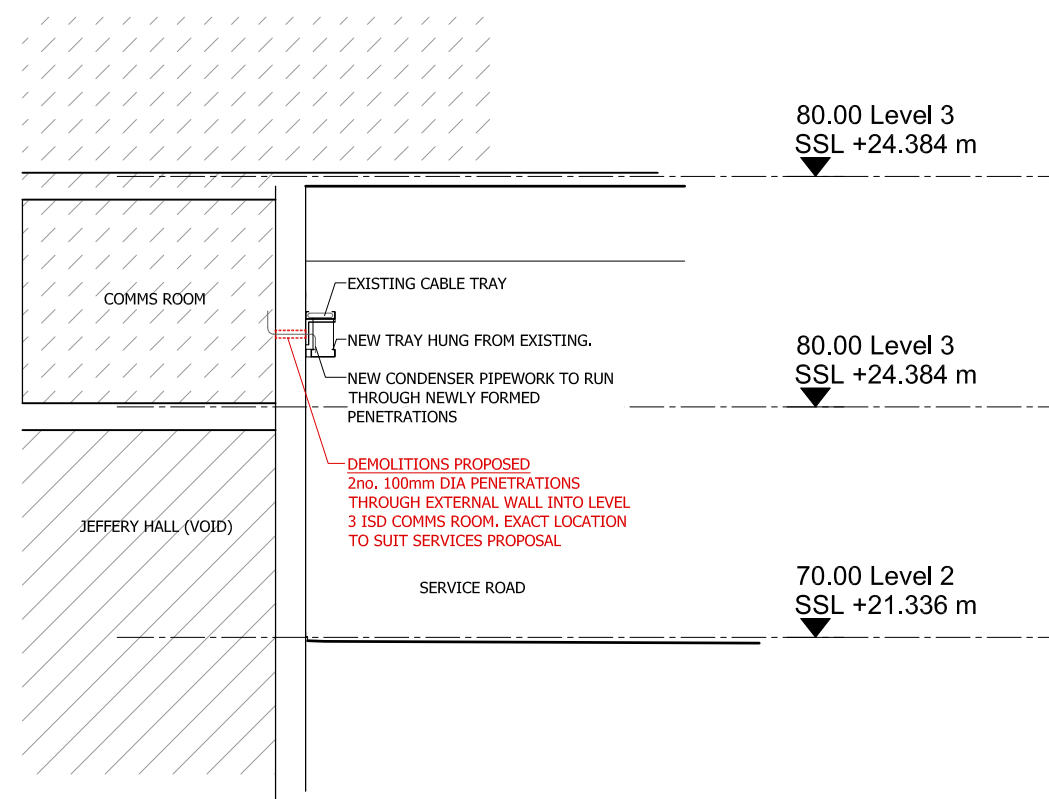 80.00 Level 3
SSL +24.384 m
EXISTING CABLE TRAY
COMMS ROOM
NEW TRAY HUNG FROM EXISTING.
80.00 Level 3
SSL +24.384 m
NEW CONDENSER PIPEWORK TO RUN
THROUGH NEWLY FORMED
PENETRATIONS
DEMOLITIONS PROPOSED
2no. 100mm DIA PENETRATIONS
THROUGH EXTERNAL WALL INTO LEVEL
3 ISD COMMS ROOM. EXACT LOCATION
TO SUIT SERVICES PROPOSAL
JEFFERY HALL (VOID)
SERVICE ROAD
70.00 Level 2
SSL +21.336 m